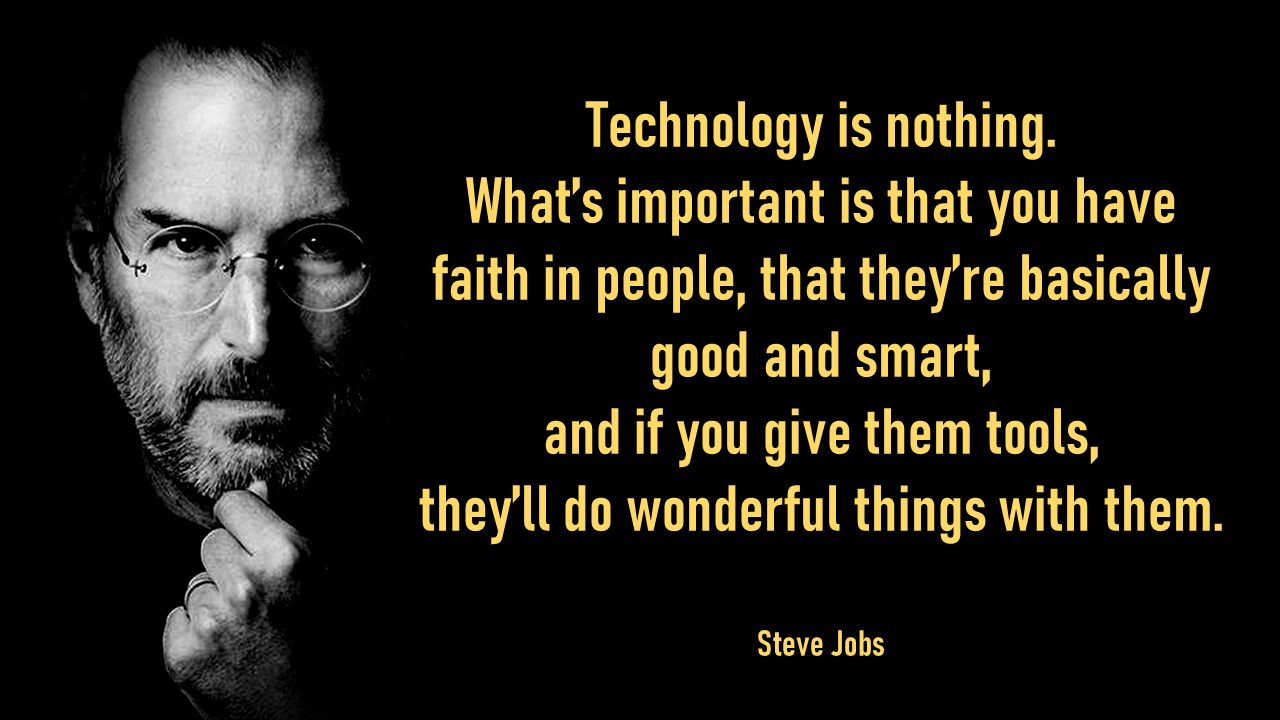 Technology is nothing.
What’s important is that you have
faith in people, that they’re basically
good and smart,
and if you give them tools,
they’ll do wonderful things with them.
Steve Jobs